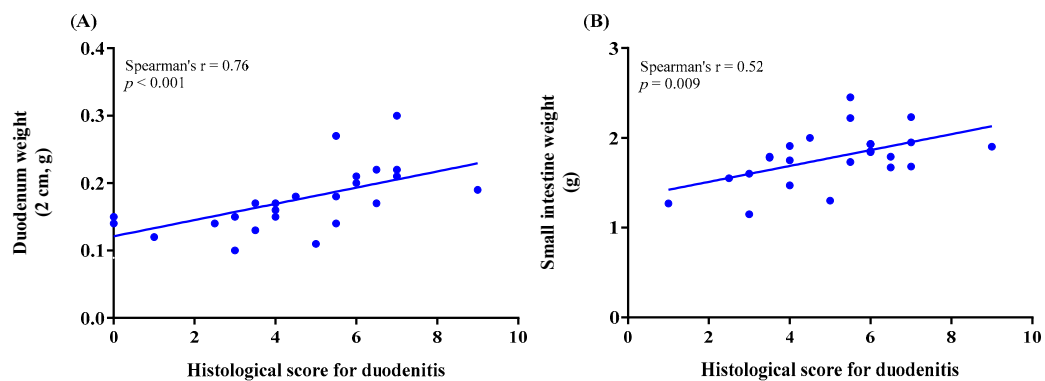 (A)
Spearman's r = 0.76
p < 0.001
0.4
0.3
0.2
0.1
0.0
0 2 4 6 8 10
Duodenum weight
(2 cm, g)
Histological score for duodenitis
(B)
Spearman's r = 0.52
p = 0.009
3
2
1
0
0 2 4 6 8 10
Small intestine weight
(g)
Histological score for duodenitis